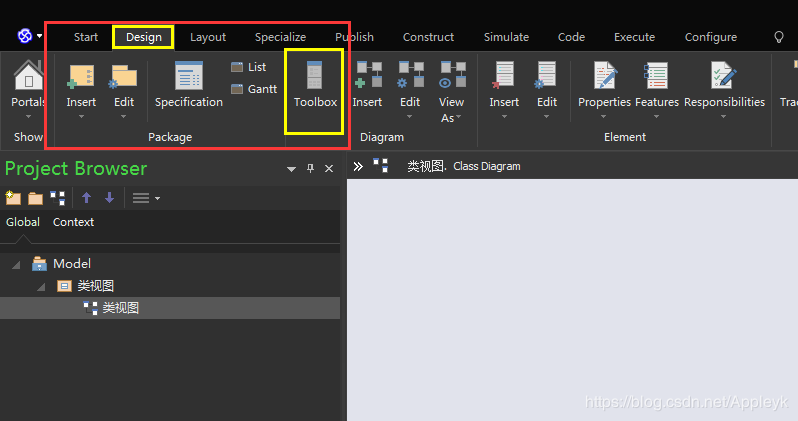 Start Design Layout Specialize Publish Construct Simulate Code Execute Configure
Portals Insert Edit Specification List Gantt Toolbox Insert Edit View As Insert Edit Properties Features Responsibilities Tra
Show Package Diagram Element
Project Browser
类视图. Class Diagram
Global Context
Model
类视图
类视图
https://blog.csdn.net/Appleyk